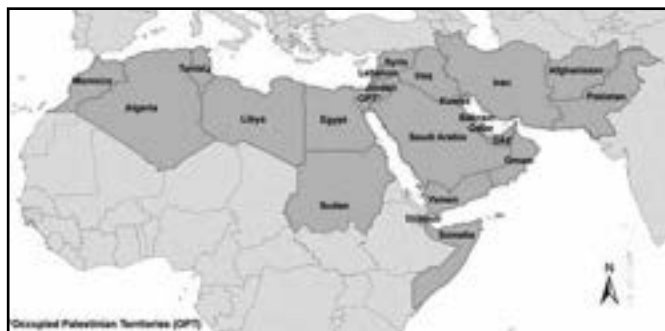 Morocco
Algeria
Tunisia
Libya
Egypt
Sudan
Syria
Lebanon
Jordan
OPT*
Iraq
Iran
Kuwait
Bahrain
Qatar
UAE
Saudi Arabia
Oman
Yemen
Djibouti
Somalia
Afghanistan
Pakistan
N
*Occupied Palestinian Territories (OPT)